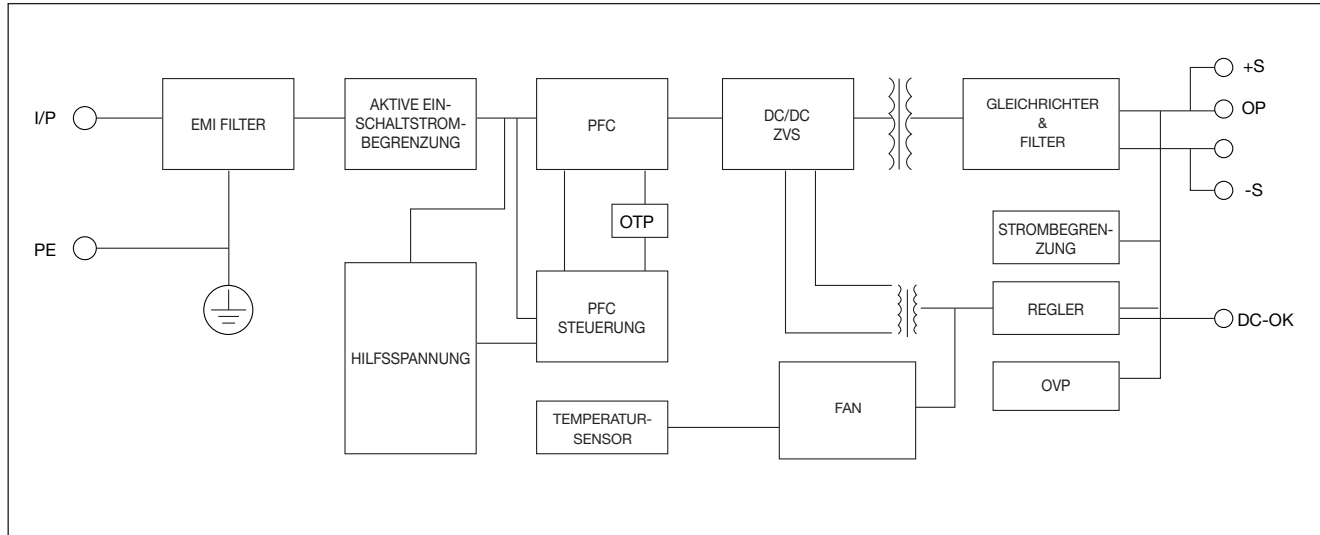 I/P
EMI FILTER
AKTIVE EIN-
SCHALTSTROM-
BEGRENZUNG
PFC
DC/DC
ZVS
GLEICHRICHTER
&
FILTER
+S
OP
-S
PE
OTP
STROMBEGREN-
ZUNG
HILFSSPANNUNG
PFC
STEUERUNG
REGLER
DC-OK
TEMPERATUR-
SENSOR
FAN
OVP